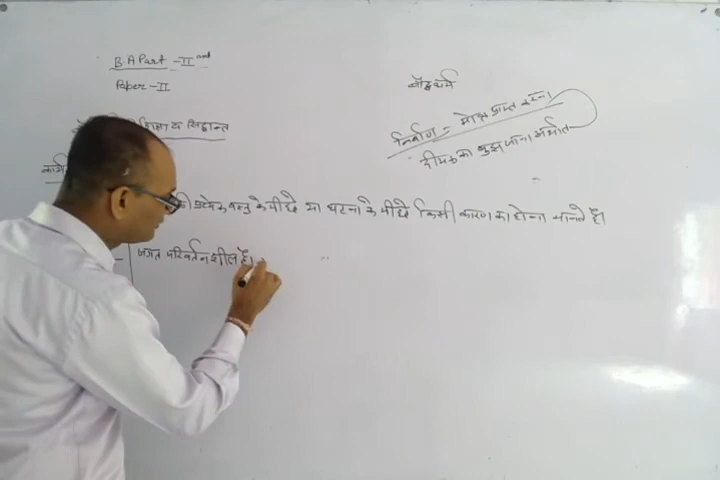 B.A Part - II nd
Paper - II
बौद्धधर्म
निर्वाण = मोक्ष प्राप्त करना
दीपक का बुझ जाना अर्थात
के सिद्धान्त
की प्रत्येक वस्तु के पीछे या घटना के पीछे किसी कारण का होना मानते हैं।
जगत परिवर्तनशील है।